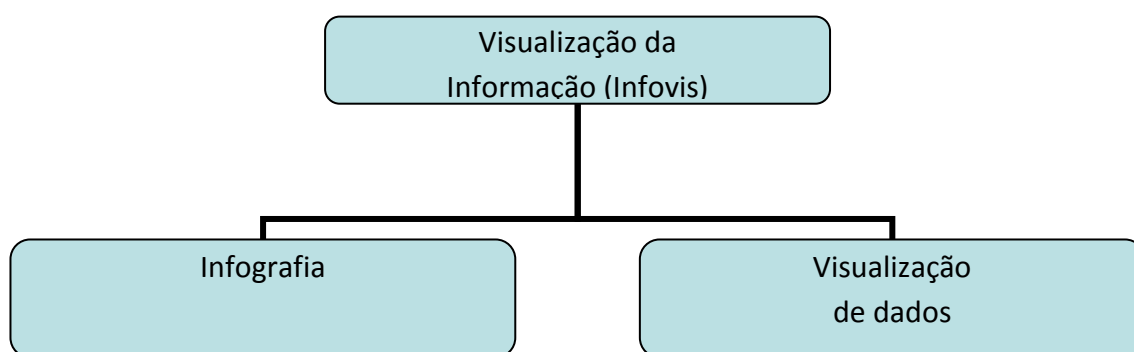 Visualização da
Informação (Infovis)
Infografia
Visualização
de dados